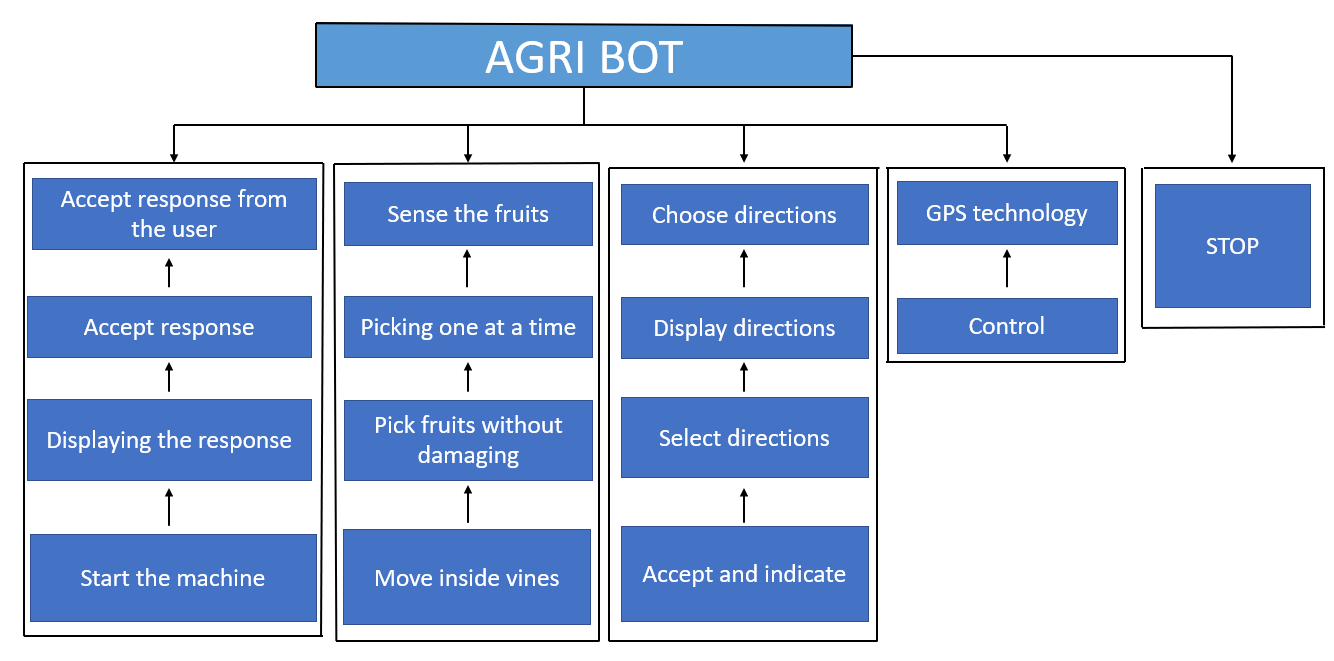 AGRI BOT
Accept response from
the user
Accept response
Displaying the response
Start the machine
Sense the fruits
Picking one at a time
Pick fruits without
damaging
Move inside vines
Choose directions
Display directions
Select directions
Accept and indicate
GPS technology
Control
STOP